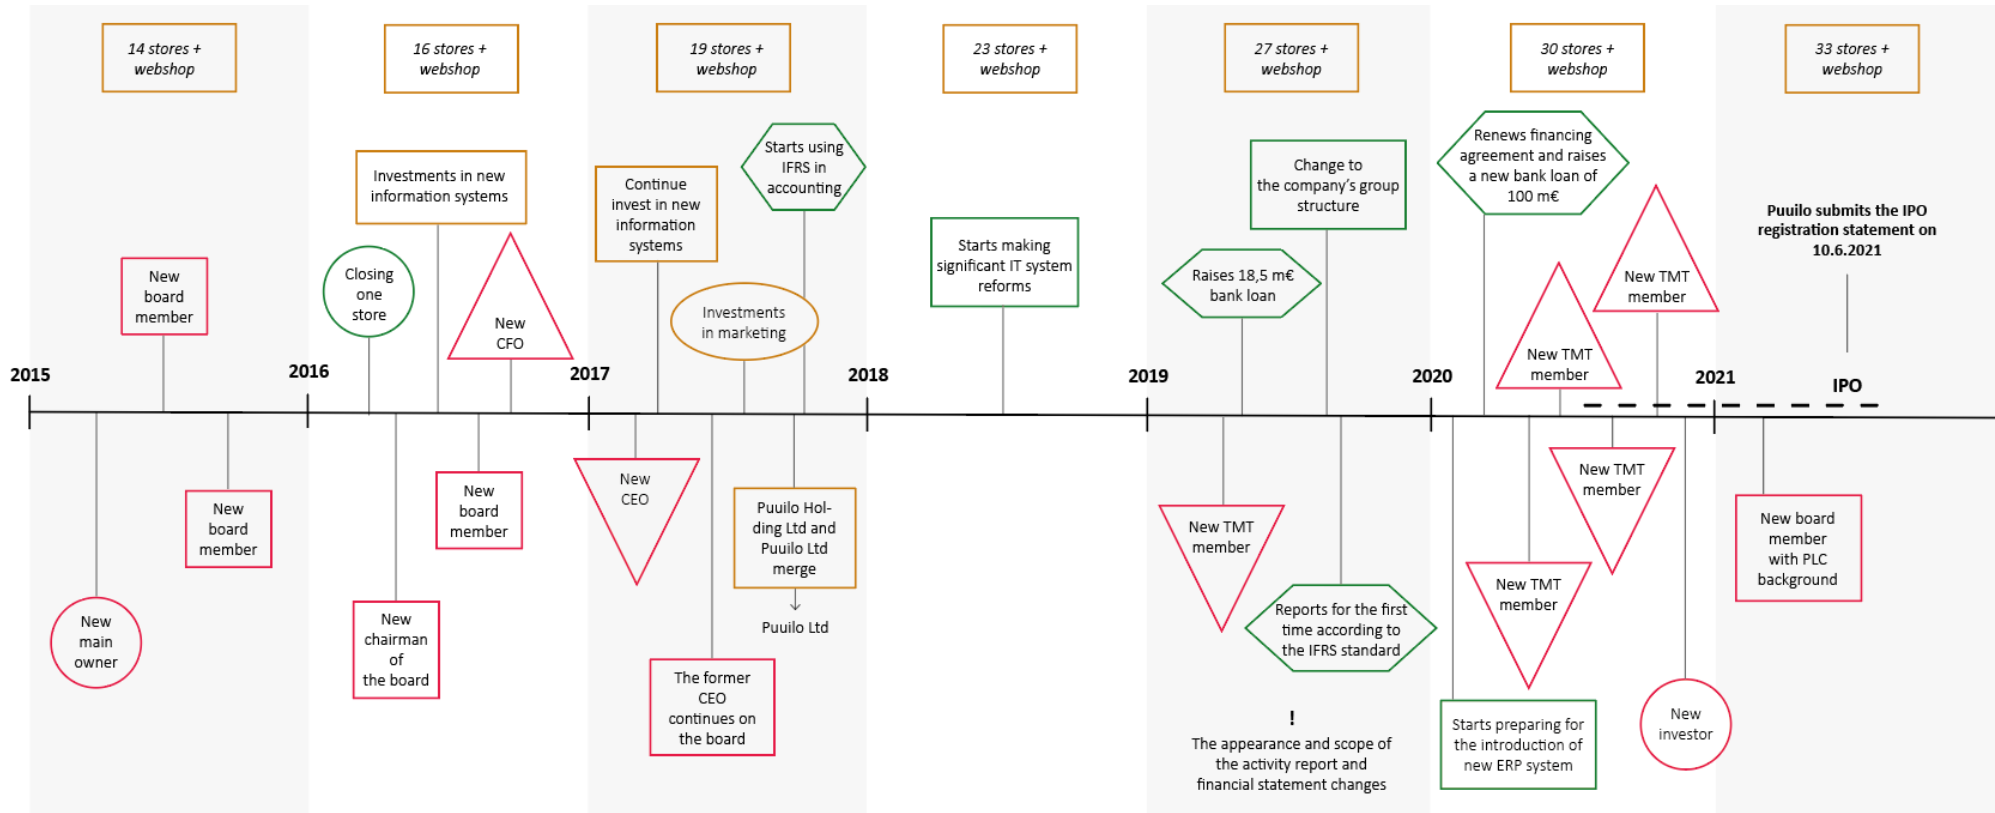 14 stores +
webshop
16 stores +
webshop
19 stores +
webshop
23 stores +
webshop
27 stores +
webshop
30 stores +
webshop
33 stores +
webshop
New
board
member
Investments in new
information systems
Closing
one
store
New
CFO
Continue
invest in new
information
systems
Starts using
IFRS in
accounting
Investments
in marketing
Starts making
significant IT system
reforms
Raises 18,5 m€
bank loan
Change to
the company’s group
structure
Renews financing
agreement and raises
a new bank loan of
100 m€
New TMT
member
New TMT
member
Puuilo submits the IPO
registration statement on
10.6.2021
2015
2016
2017
2018
2019
2020
2021
IPO
New
main
owner
New
board
member
New
chairman
of
the board
New
board
member
New
CEO
The former
CEO
continues on
the board
Puuilo Hol-
ding Ltd and
Puuilo Ltd
merge
Puuilo Ltd
New TMT
member
Reports for the first
time according to
the IFRS standard
!
The appearance and scope of
the activity report and
financial statement changes
Starts preparing for
the introduction of
new ERP system
New TMT
member
New TMT
member
New
investor
New board
member
with PLC
background